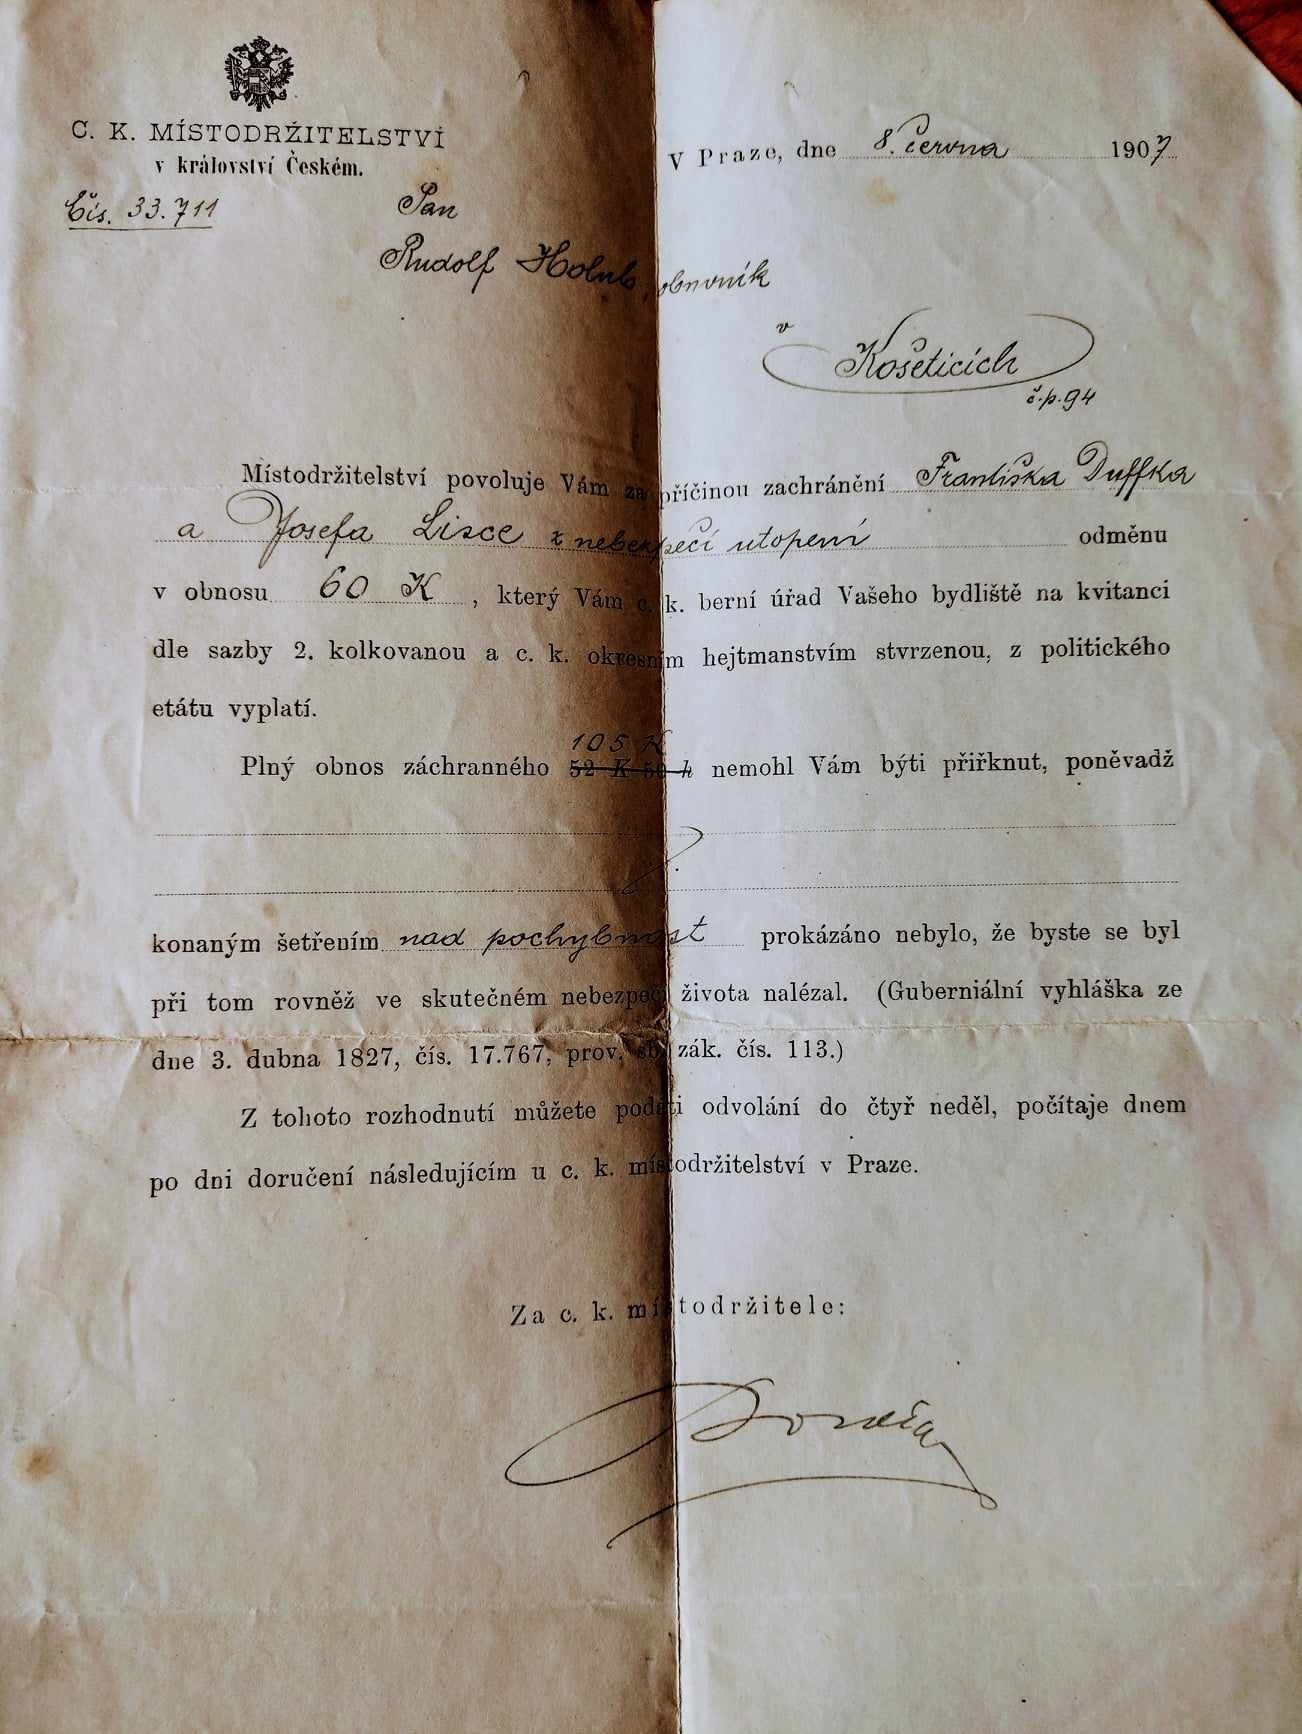 C. K. MÍSTODRŽITELSTVÍ
v království Českém.
Čís. 33.711
V Praze, dne 8. června 1907
Pan
Rudolf Holub, obuvník
v
Košeticích
č.p. 94
Místodržitelství povoluje Vám za příčinou zachránění Františka Duffka
a Josefa Lisce z nebezpečí utopení odměnu
v obnosu 60 K, který Vám c. k. berní úřad Vašeho bydliště na kvitanci
dle sazby 2. kolkovanou a c. k. okresním hejtmanstvím stvrzenou, z politického
etátu vyplatí.
105 K
Plný obnos záchranného 52 K 50 h nemohl Vám býti přiřknut, poněvadž
konaným šetřením nad pochybnost prokázáno nebylo, že byste se byl
při tom rovněž ve skutečném nebezpečí života nalézal. (Guberniální vyhláška ze
dne 3. dubna 1827, čís. 17.767, prov. sb. zák. čís. 113.)
Z tohoto rozhodnutí můžete podati odvolání do čtyř neděl, počítaje dnem
po dni doručení následujícím u c. k. místodržitelství v Praze.
Za c. k. místodržitele: